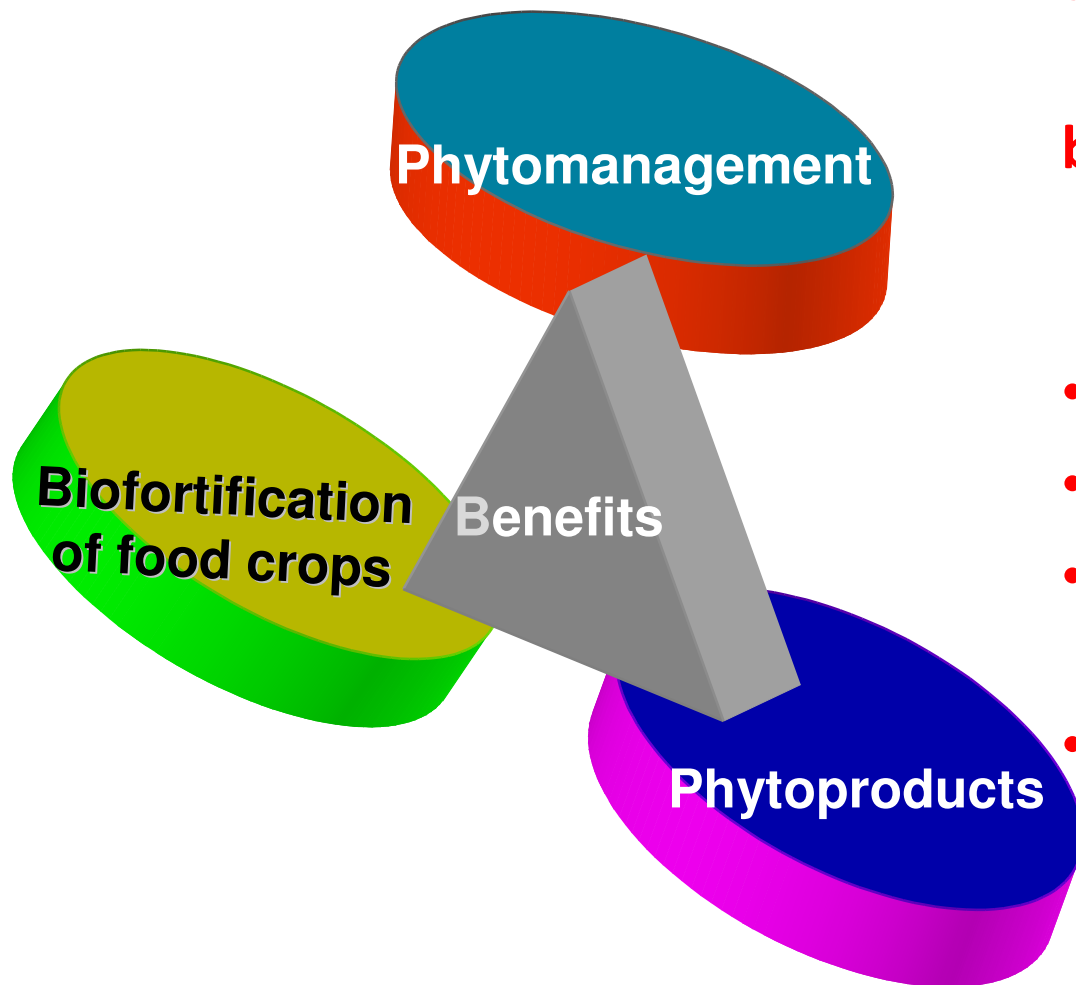 Phytomanagement
Biofortification
of food crops
Benefits
Phytoproducts